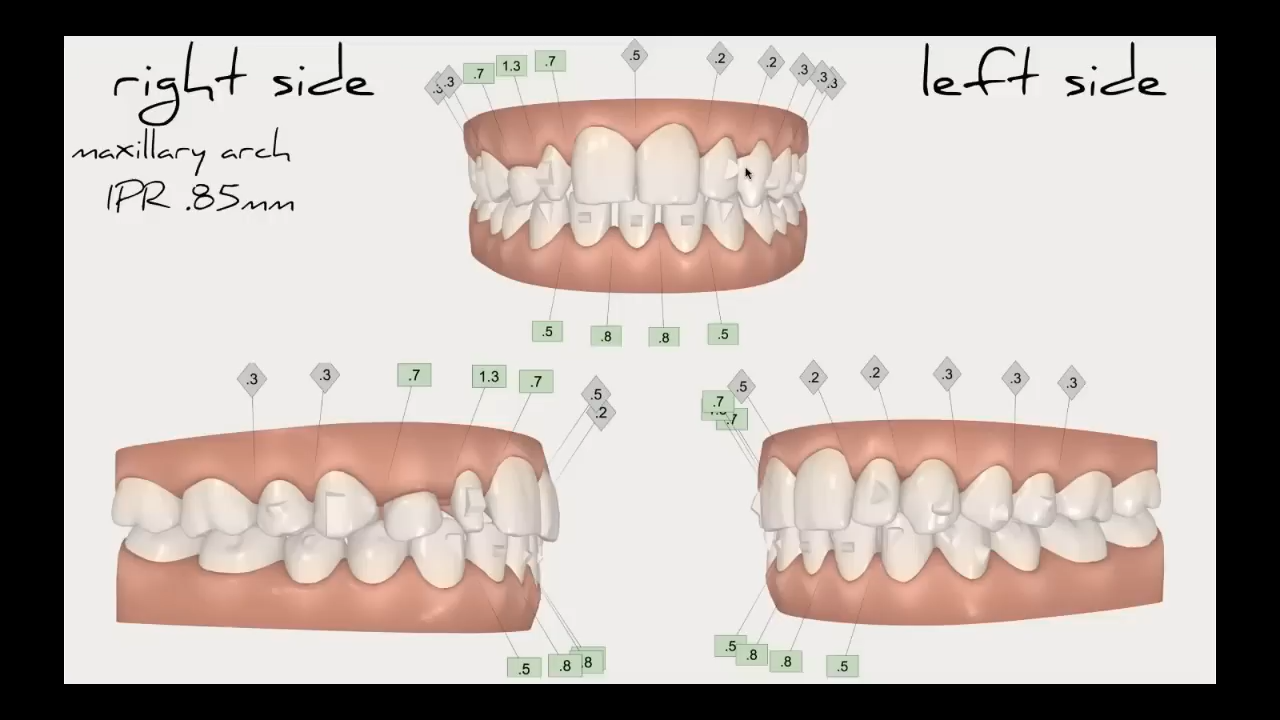 right side
left side
maxillary arch
IPR .85mm
.3 .3 .7 1.3 .7 .5 .2 .2 .3 .3 .3
.5 .8 .8 .5
.3 .3 .7 1.3 .7 .5 .2
.7 .7 .5 .2 .2 .3 .3 .3
.5 .8 .8
.5 .8 .8 .5